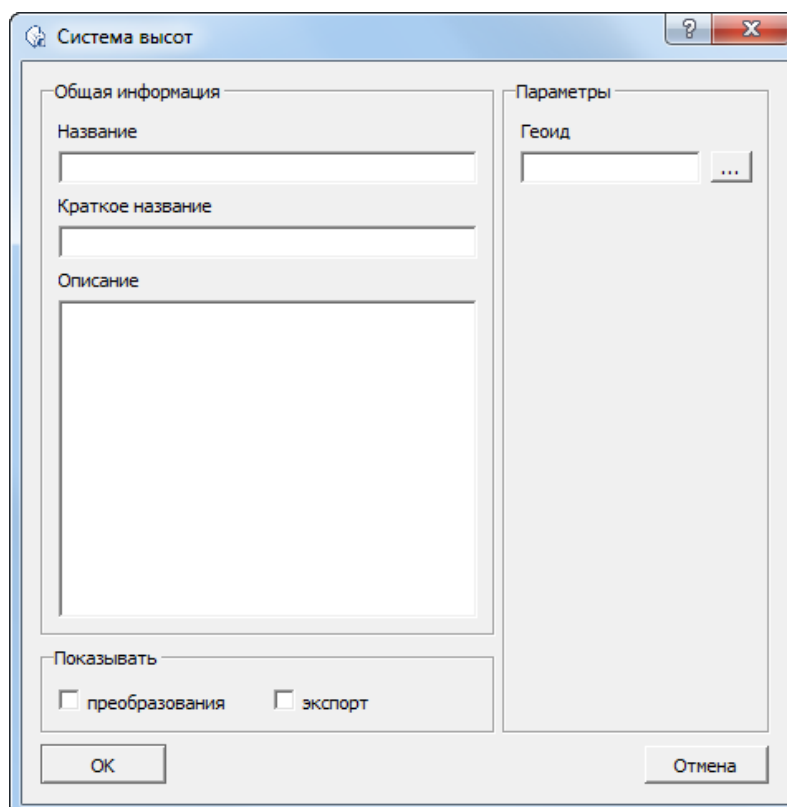 Система высот
Общая информация
Название
Краткое название
Описание
Параметры
Геоид
...
Показывать
преобразования
экспорт
OK
Отмена